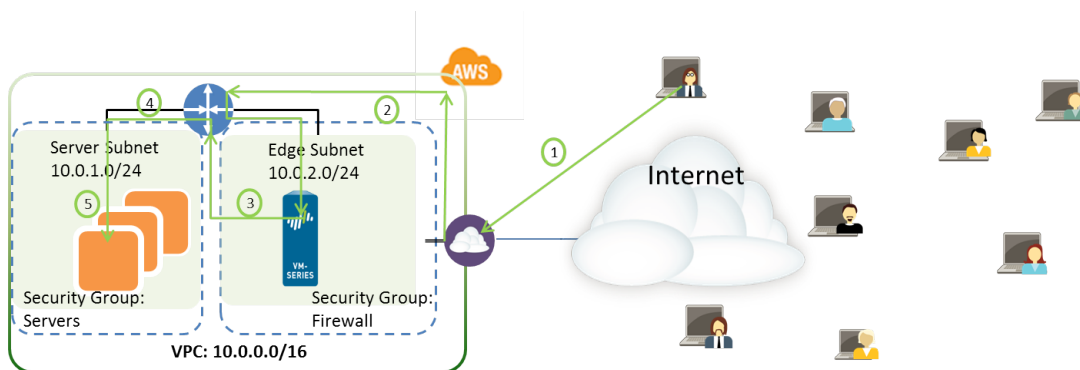 AWS
4
2
Server Subnet
10.0.1.0/24
Edge Subnet
10.0.2.0/24
1
Internet
5
3
VM-
SERIES
Security Group:
Servers
Security Group:
Firewall
VPC: 10.0.0.0/16